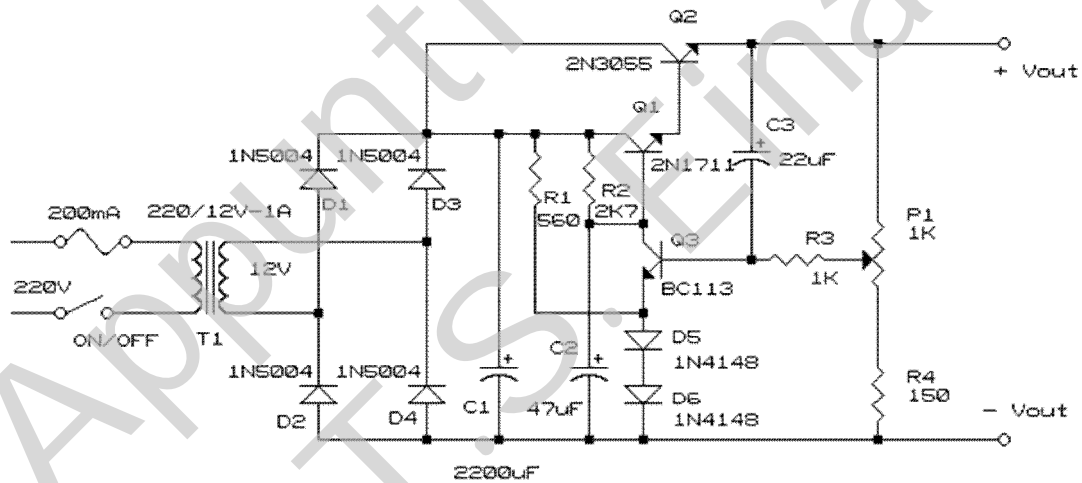 Appunti
T.S. Eina
Q2
2N3055
+ Vout
Q1
2N1711
C3
+
22uF
1N5004
1N5004
D1
D3
R1
560
R2
2K7
P1
1K
200mA
220/12V-1A
Q3
BC113
R3
1K
12V
220V
ON/OFF
T1
D5
1N4148
1N5004
1N5004
D2
D4
C1
+
2200uF
C2
+
47uF
D6
1N4148
R4
150
- Vout